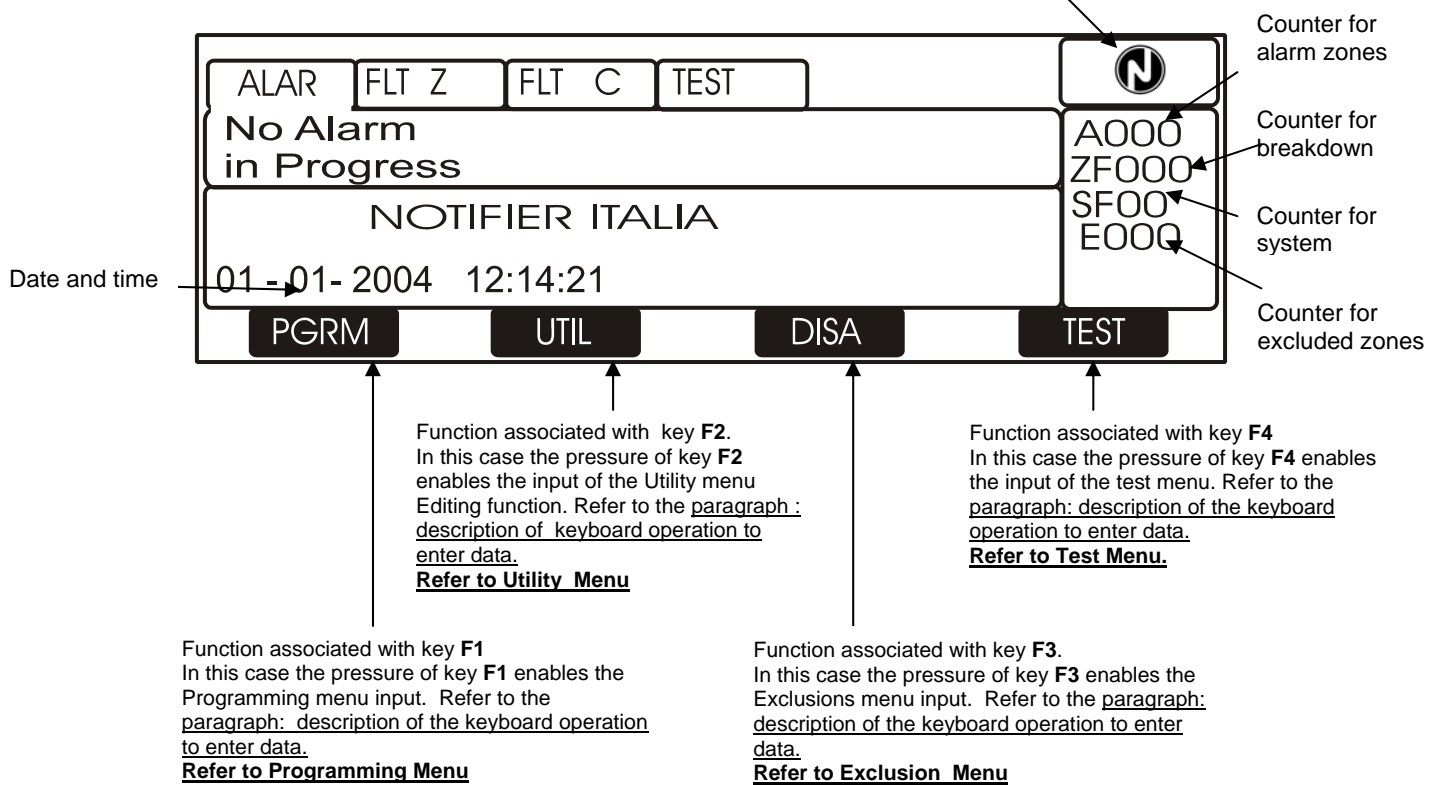 Counter for
alarm zones
N
ALAR FLT Z FLT C TEST
No Alarm
in Progress
A000
ZF000
SF00
E000
Counter for
breakdown
Counter for
system
Counter for
excluded zones
NOTIFIER ITALIA
Date and time
01 - 01- 2004 12:14:21
PGRM UTIL DISA TEST
Function associated with key F2.
In this case the pressure of key F2
enables the input of the Utility menu
Editing function. Refer to the paragraph :
description of keyboard operation to
enter data.
Refer to Utility Menu
Function associated with key F4
In this case the pressure of key F4 enables
the input of the test menu. Refer to the
paragraph: description of the keyboard
operation to enter data.
Refer to Test Menu.
Function associated with key F1
In this case the pressure of key F1 enables the
Programming menu input. Refer to the
paragraph: description of the keyboard operation
to enter data.
Refer to Programming Menu
Function associated with key F3.
In this case the pressure of key F3 enables the
Exclusions menu input. Refer to the paragraph:
description of the keyboard operation to enter
data.
Refer to Exclusion Menu